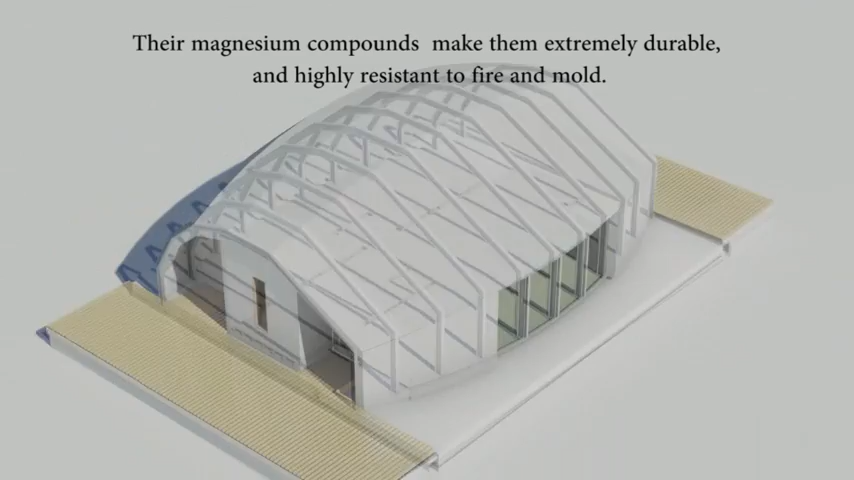 Their magnesium compounds  make them extremely durable,
and highly resistant to fire and mold.